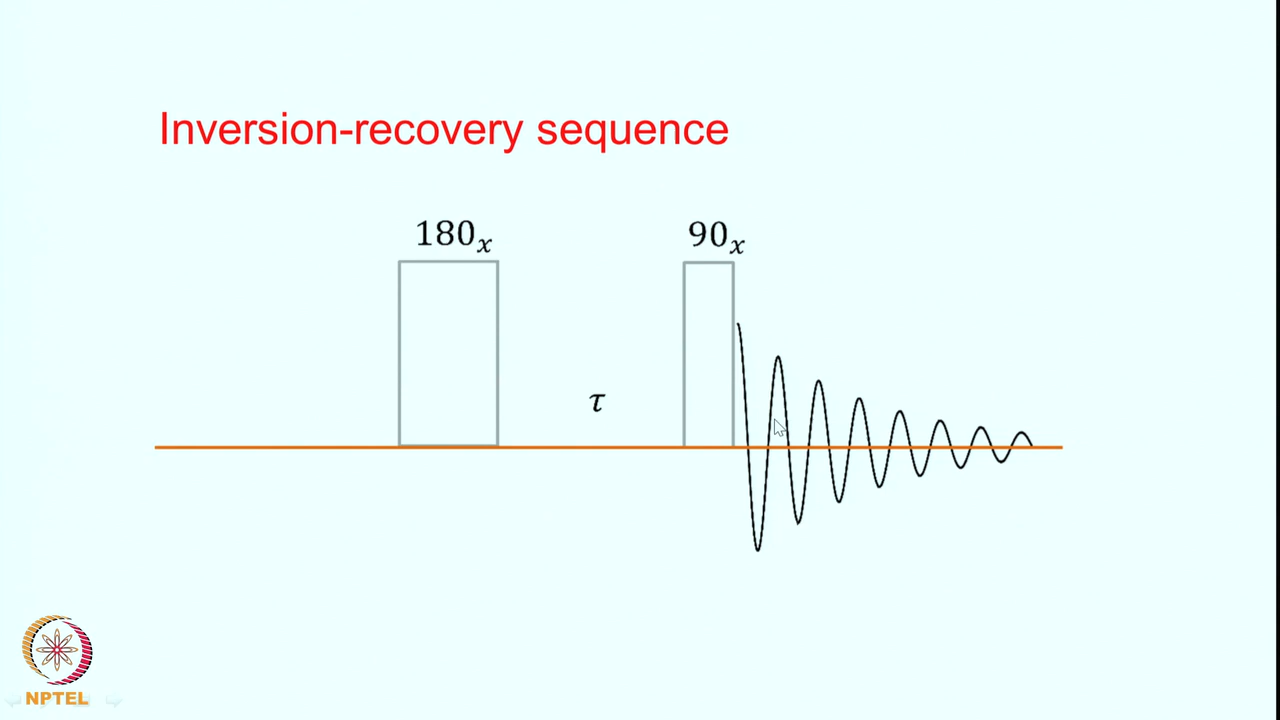 Inversion-recovery sequence
180ₓ
90ₓ
τ
NPTEL